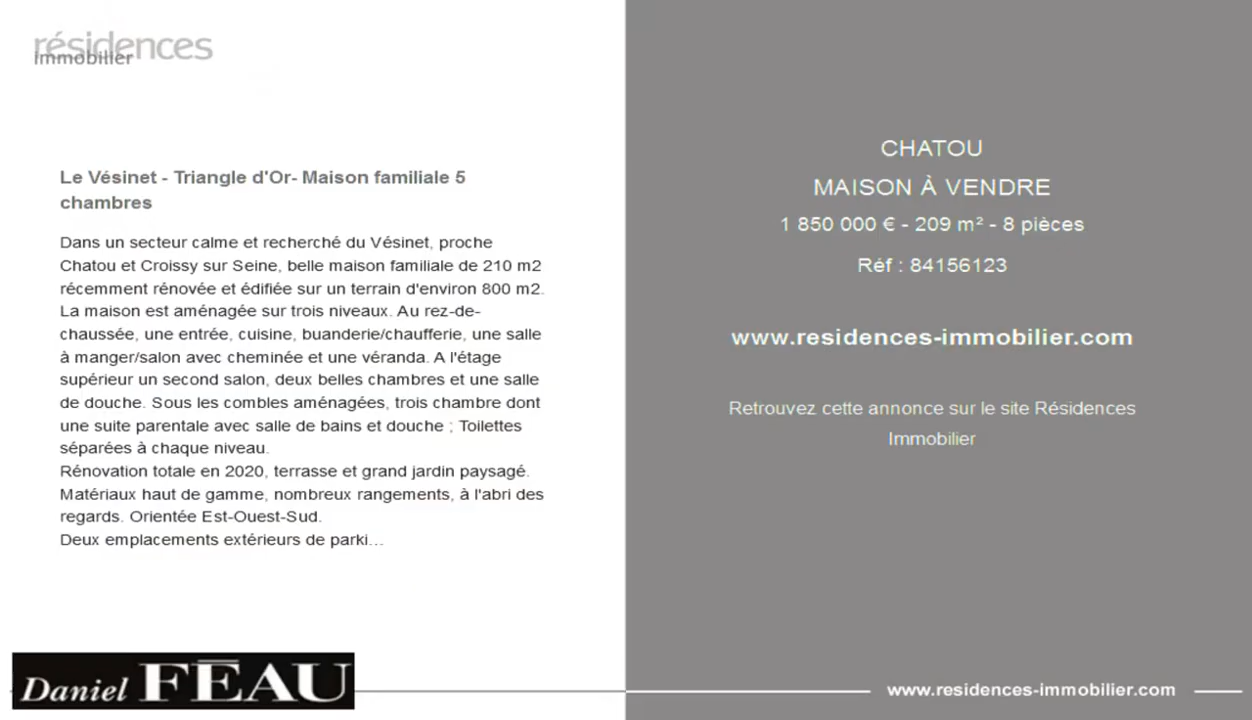 résidences
immobilier
Le Vésinet - Triangle d'Or- Maison familiale 5
chambres
Dans un secteur calme et recherché du Vésinet, proche
Chatou et Croissy sur Seine, belle maison familiale de 210 m2
récemment rénovée et édifiée sur un terrain d'environ 800 m2.
La maison est aménagée sur trois niveaux. Au rez-de-
chaussée, une entrée, cuisine, buanderie/chaufferie, une salle
à manger/salon avec cheminée et une véranda. A l'étage
supérieur un second salon, deux belles chambres et une salle
de douche. Sous les combles aménagées, trois chambre dont
une suite parentale avec salle de bains et douche ; Toilettes
séparées à chaque niveau.
Rénovation totale en 2020, terrasse et grand jardin paysagé.
Matériaux haut de gamme, nombreux rangements, à l'abri des
regards. Orientée Est-Ouest-Sud.
Deux emplacements extérieurs de parki...
Daniel FĒAU
CHATOU
MAISON À VENDRE
1 850 000 € - 209 m² - 8 pièces
Réf : 84156123
www.residences-immobilier.com
Retrouvez cette annonce sur le site Résidences
Immobilier
www.residences-immobilier.com